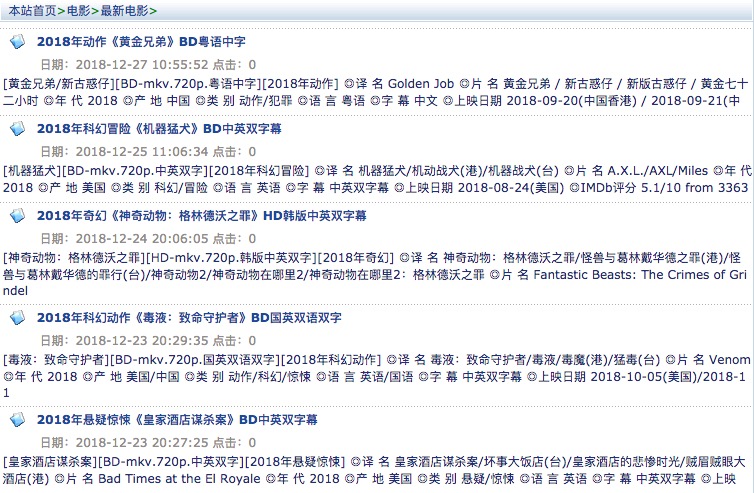 本站首页>电影>最新电影>
2018年动作《黄金兄弟》BD粤语中字
日期：2018-12-27 10:55:52 点击：0
[黄金兄弟/新古惑仔][BD-mkv.720p.粤语中字][2018年动作] ◎译 名 Golden Job ◎片 名 黄金兄弟 / 新古惑仔 / 新版古惑仔 / 黄金七十
二小时 ◎年 代 2018 ◎产 地 中国 ◎类 别 动作/犯罪 ◎语 言 粤语 ◎字 幕 中文 ◎上映日期 2018-09-20(中国香港) / 2018-09-21(中
2018年科幻冒险《机器猛犬》BD中英双字幕
日期：2018-12-25 11:06:34 点击：0
[机器猛犬][BD-mkv.720p.中英双字][2018年科幻冒险] ◎译 名 机器猛犬/机动战犬(港)/机器战犬(台) ◎片 名 A.X.L./AXL/Miles ◎年 代
2018 ◎产 地 美国 ◎类 别 科幻/冒险 ◎语 言 英语 ◎字 幕 中英双字幕 ◎上映日期 2018-08-24(美国) ◎IMDb评分 5.1/10 from 3363
2018年奇幻《神奇动物：格林德沃之罪》HD韩版中英双字幕
日期：2018-12-24 20:06:05 点击：0
[神奇动物：格林德沃之罪][HD-mkv.720p.韩版中英双字][2018年奇幻] ◎译 名 神奇动物：格林德沃之罪/怪兽与葛林戴华德之罪(港)/怪
兽与葛林戴华德的罪行(台)/神奇动物2/神奇动物在哪里2/神奇动物在哪里2：格林德沃之罪 ◎片 名 Fantastic Beasts: The Crimes of Gri
ndel
2018年科幻动作《毒液：致命守护者》BD国英双语双字
日期：2018-12-23 20:29:35 点击：0
[毒液：致命守护者][BD-mkv.720p.国英双语双字][2018年科幻动作] ◎译 名 毒液：致命守护者/毒液/毒魔(港)/猛毒(台) ◎片 名 Venom
◎年 代 2018 ◎产 地 美国/中国 ◎类 别 动作/科幻/惊悚 ◎语 言 英语/国语 ◎字 幕 中英双字幕 ◎上映日期 2018-10-05(美国)/2018-1
1
2018年悬疑惊悚《皇家酒店谋杀案》BD中英双字幕
日期：2018-12-23 20:27:25 点击：0
[皇家酒店谋杀案][BD-mkv.720p.中英双字][2018年悬疑惊悚] ◎译 名 皇家酒店谋杀案/坏事大饭店(台)/皇家酒店的悲惨时光/贼眉贼眼大
酒店(港) ◎片 名 Bad Times at the El Royale ◎年 代 2018 ◎产 地 美国 ◎类 别 悬疑/惊悚 ◎语 言 英语 ◎字 幕 中英双字幕 ◎上映